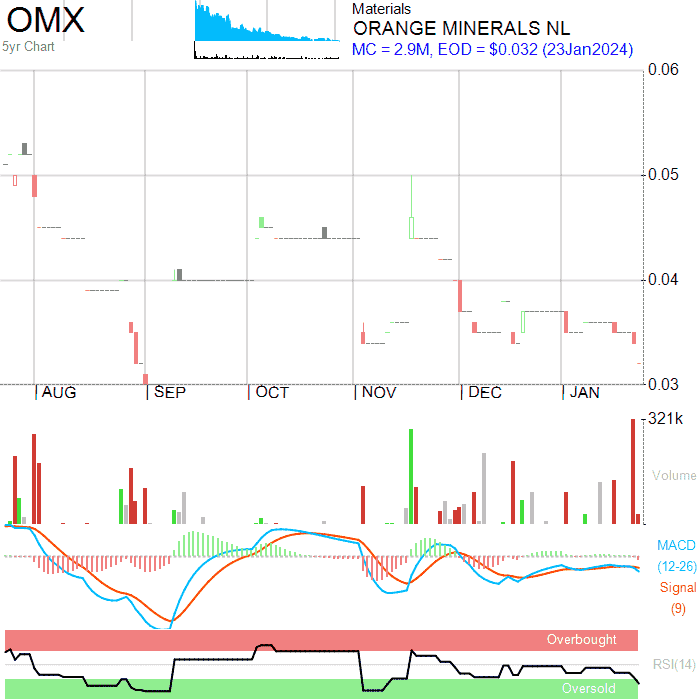 OMX
5yr Chart
Materials
ORANGE MINERALS NL
MC = 2.9M, EOD = $0.032 (23Jan2024)
0.06
0.05
0.04
0.03
AUG SEP OCT NOV DEC JAN
321k
Volume
MACD
(12-26)
Signal
(9)
Overbought
RSI(14)
Oversold